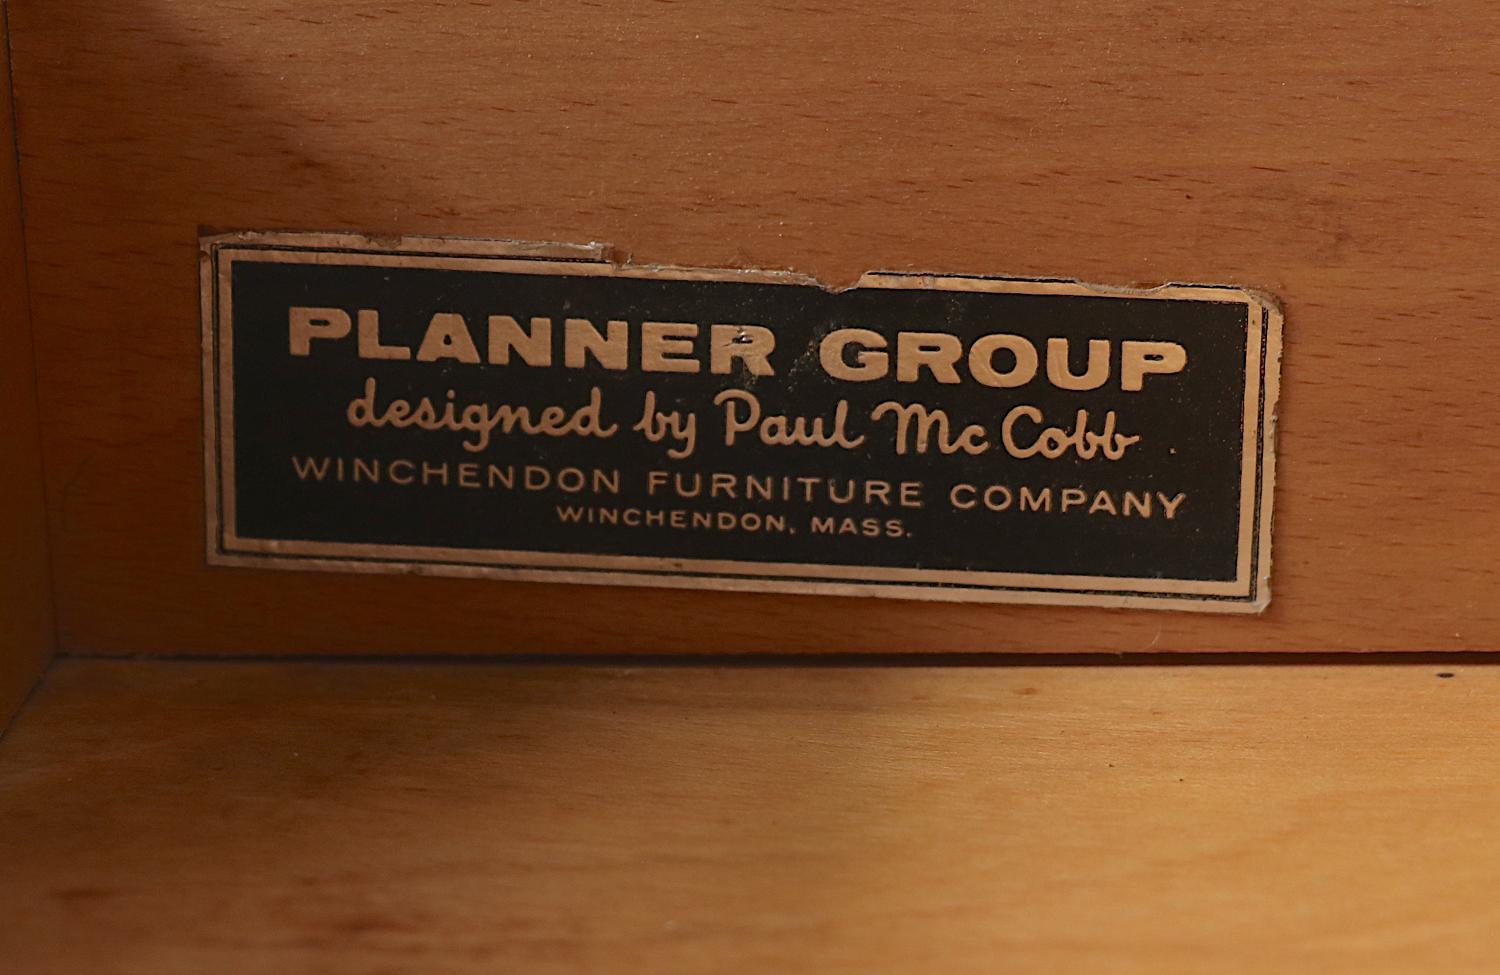 PLANNER GROUP
designed by Paul McCobb
WINCHENDON FURNITURE COMPANY
WINCHENDON, MASS.